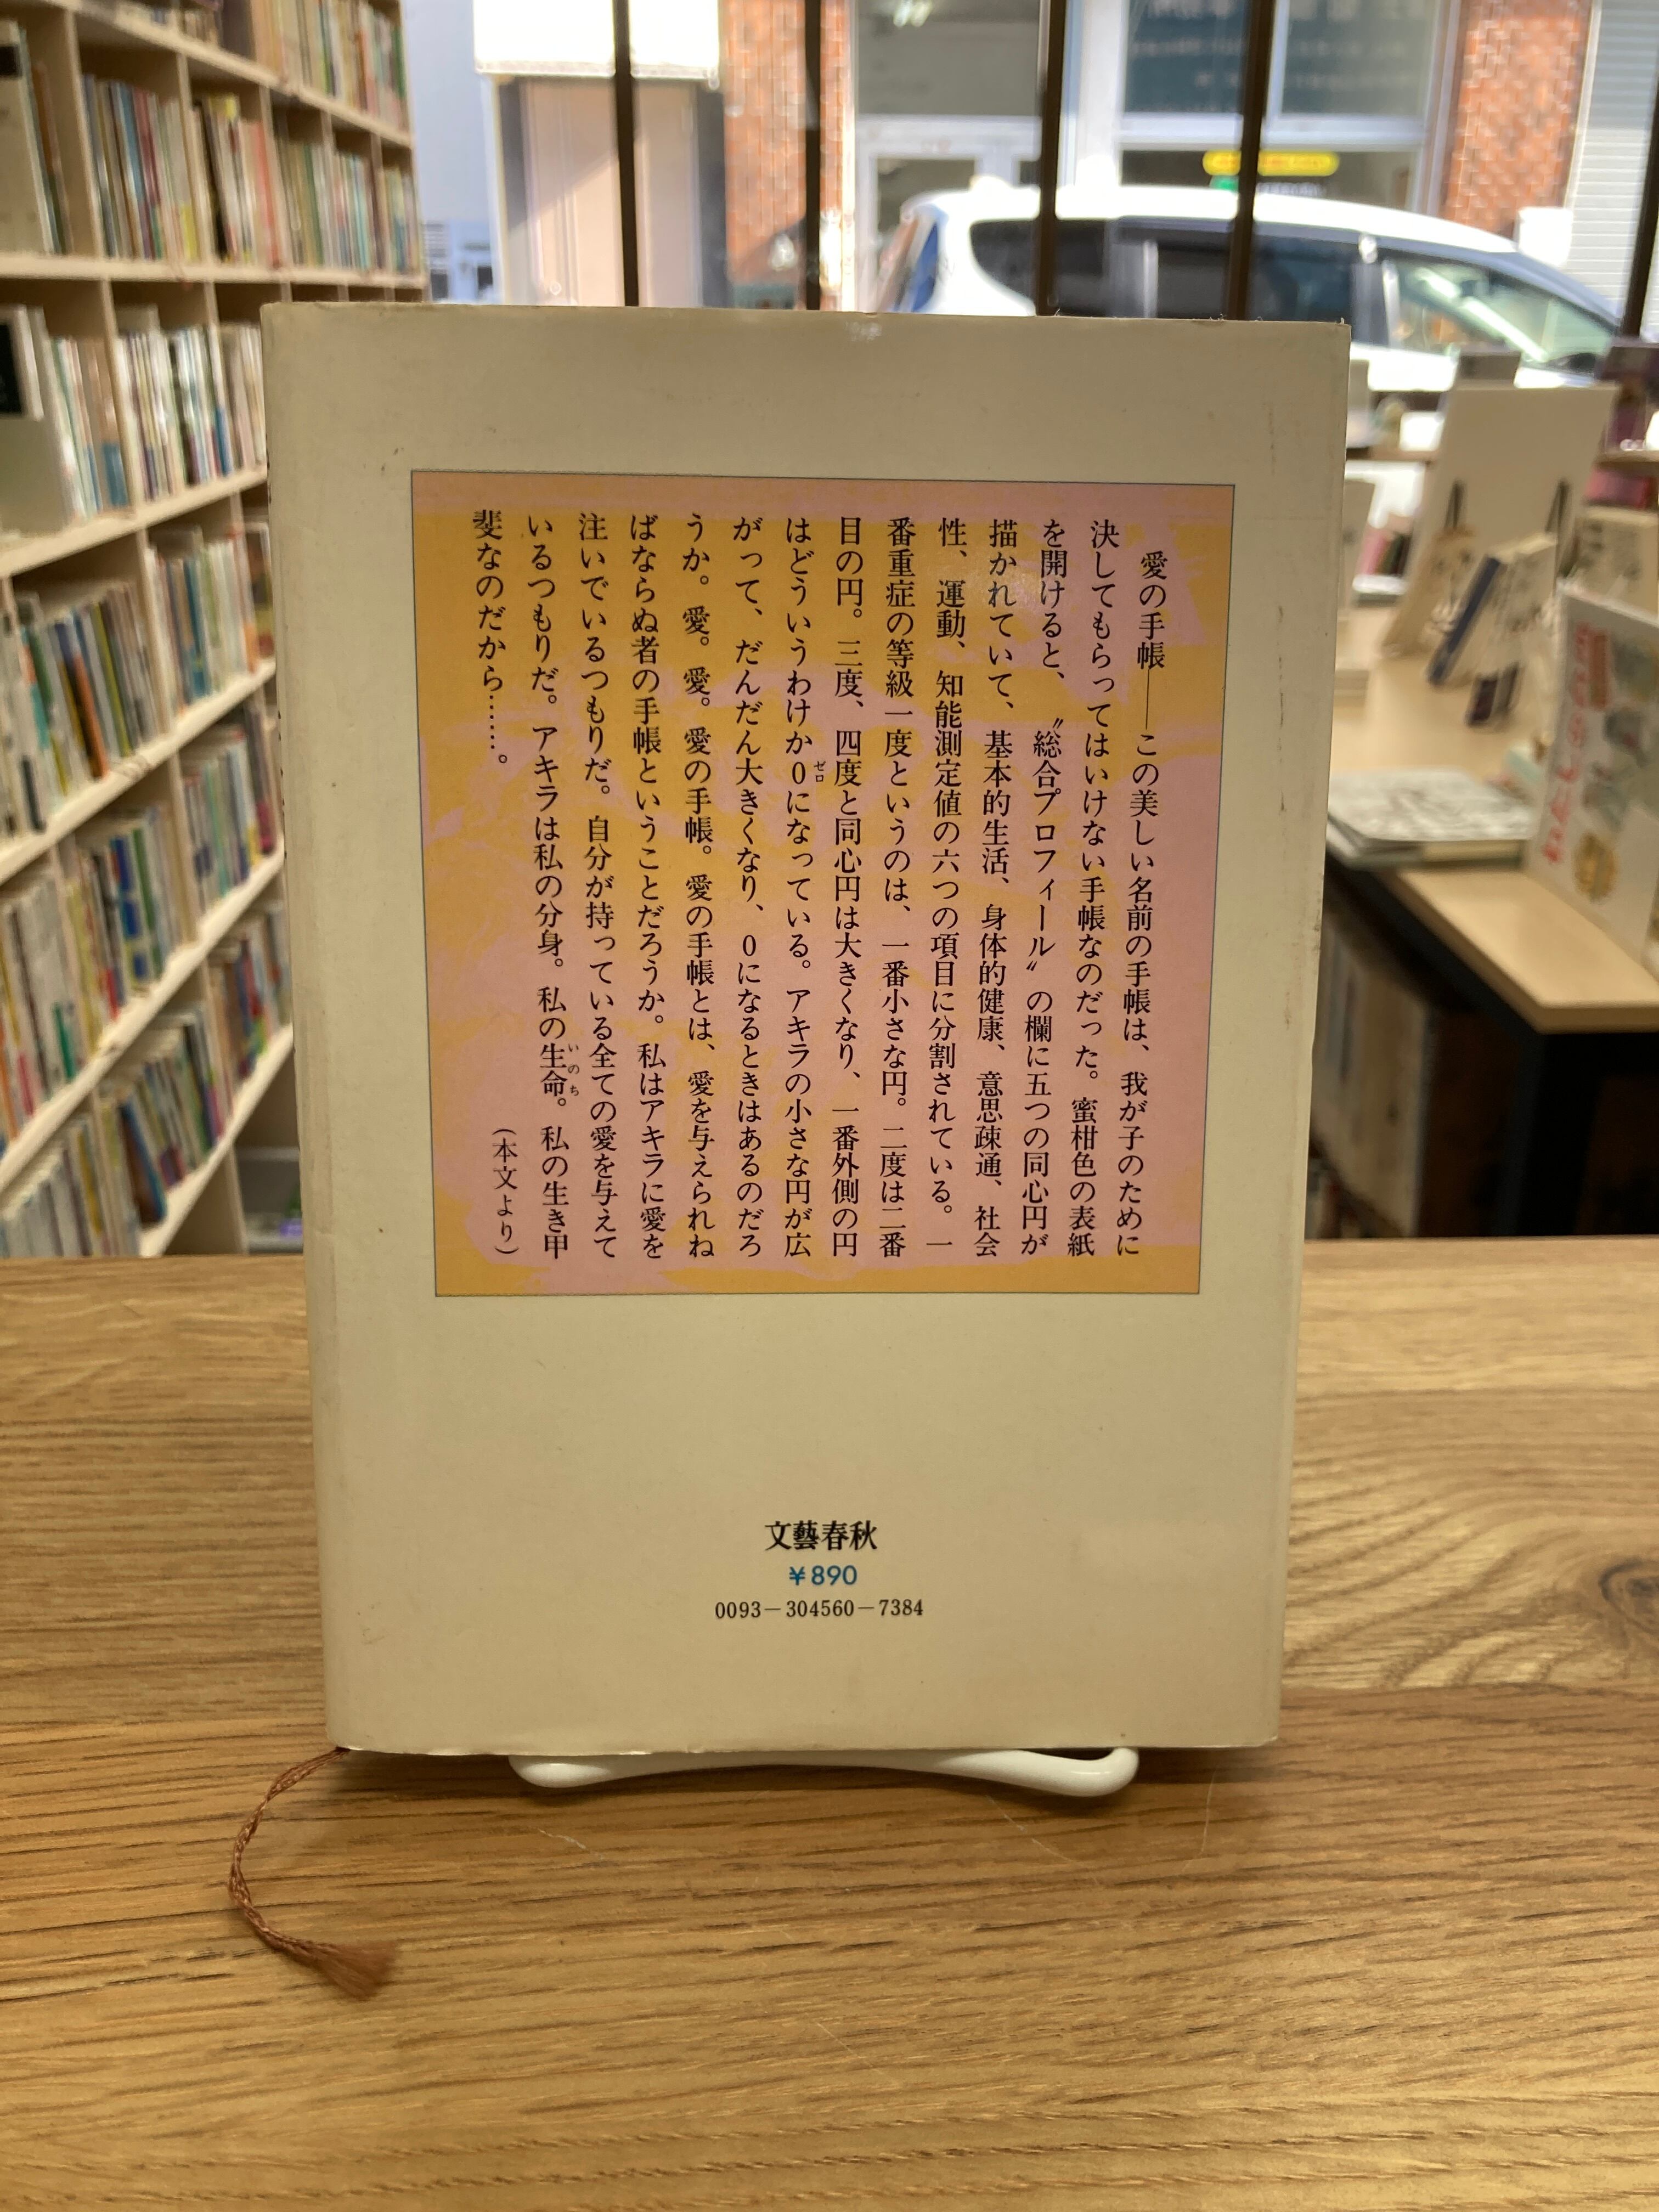 愛の手帳――この美しい名前の手帳は、我が子のために
決してもらってはいけない手帳なのだった。蜜柑色の表紙
を開けると、〝総合プロフィール〟の欄に五つの同心円が
描かれていて、基本的生活、身体的健康、意思疎通、社会
性、運動、知能測定値の六つの項目に分割されている。一
番重症の等級一度というのは、一番小さな円。二度は二番
目の円。三度、四度と同心円は大きくなり、一番外側の円
はどういうわけか0になっている。アキラの小さな円が広
ゼロ
がって、だんだん大きくなり、0になるときはあるのだろ
うか。愛。愛。愛の手帳。愛の手帳とは、愛を与えられね
ばならぬ者の手帳ということだろうか。私はアキラに愛を
注いでいるつもりだ。自分が持っている全ての愛を与えて
いるつもりだ。アキラは私の分身。私の生命。私の生き甲
いのち
斐なのだから……。
（本文より）
文藝春秋
¥890
0093-304560-7384